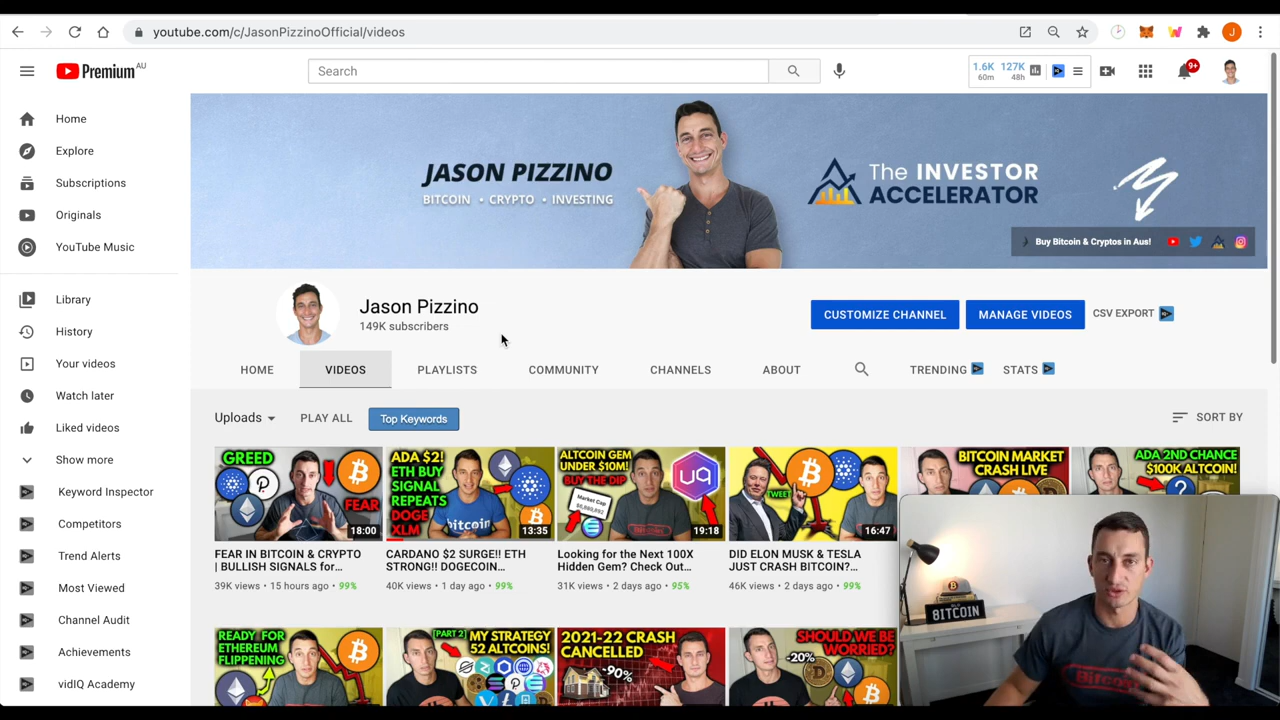 youtube.com/c/JasonPizzinoOfficial/videos
J
Premium AU
Search
1.6K 127K
60m 48h
9+
Home
Explore
Subscriptions
Originals
YouTube Music
Library
History
Your videos
Watch later
Liked videos
Show more
Keyword Inspector
Competitors
Trend Alerts
Most Viewed
Channel Audit
Achievements
vidIQ Academy
JASON PIZZINO
BITCOIN • CRYPTO • INVESTING
The INVESTOR
ACCELERATOR
Buy Bitcoin & Cryptos in Aus!
Jason Pizzino
149K subscribers
CUSTOMIZE CHANNEL
MANAGE VIDEOS
CSV EXPORT
HOME
VIDEOS
PLAYLISTS
COMMUNITY
CHANNELS
ABOUT
TRENDING
STATS
Uploads
PLAY ALL
Top Keywords
SORT BY
GREED
FEAR
18:00
FEAR IN BITCOIN & CRYPTO
| BULLISH SIGNALS for...
39K views • 15 hours ago • 99%
ADA $2!
ETH BUY
SIGNAL
REPEATS
DOGE
XLM
bitcoin
13:35
CARDANO $2 SURGE!! ETH
STRONG!! DOGECOIN...
40K views • 1 day ago • 99%
ALTCOIN GEM
UNDER $10M!
BUY THE DIP
Market Cap
19:18
Looking for the Next 100X
Hidden Gem? Check Out...
31K views • 2 days ago • 95%
TWEET
16:47
DID ELON MUSK & TESLA
JUST CRASH BITCOIN?...
46K views • 2 days ago • 99%
BITCOIN MARKET
CRASH LIVE
ADA 2ND CHANCE
$100K ALTCOIN!
?
READY FOR
ETHEREUM
FLIPPENING
[PART 2] MY STRATEGY
52 ALTCOINS!
2021-22 CRASH
CANCELLED
-90%
SHOULD WE BE
WORRIED?
-20%
BITCOIN
Bitcoin